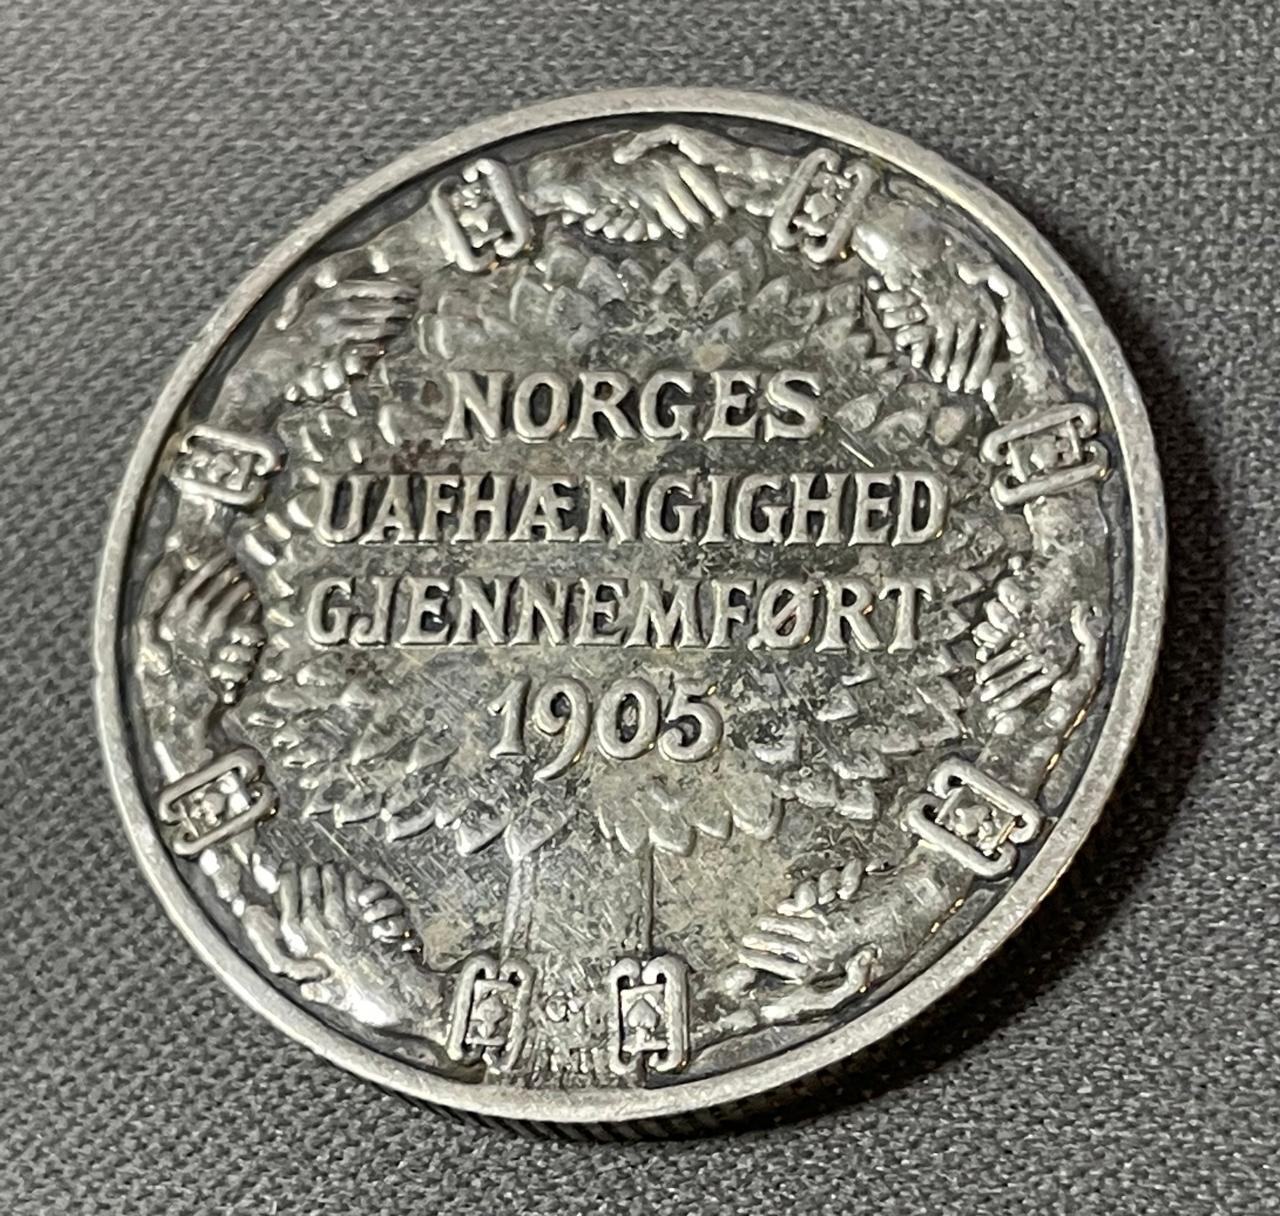 NORGES
UAFHÆNGIGHED
GJENNEMFØRT
1905